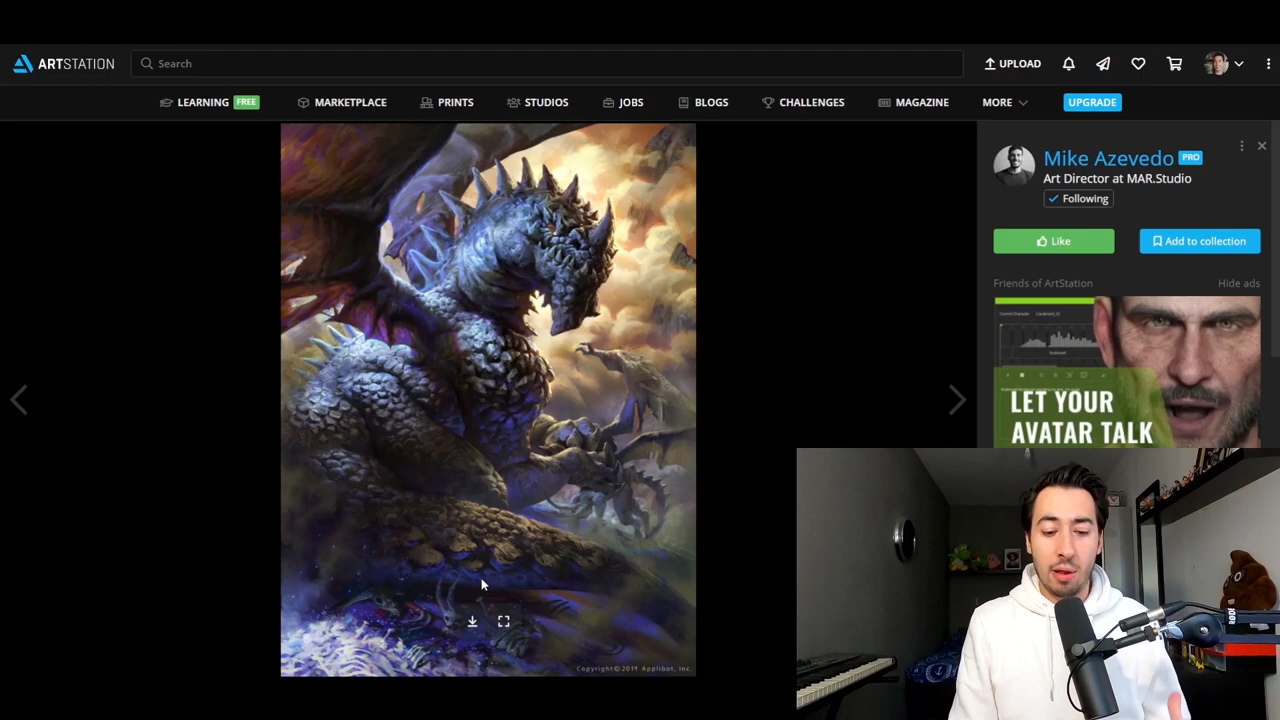 ARTSTATION
Search
UPLOAD
LEARNING FREE
MARKETPLACE
PRINTS
STUDIOS
JOBS
BLOGS
CHALLENGES
MAGAZINE
MORE
UPGRADE
Mike Azevedo PRO
Art Director at MAR.Studio
Following
Like
Add to collection
Friends of ArtStation
Hide ads
LET YOUR
AVATAR TALK
Copyright©2014 Applibot, inc.
RODE